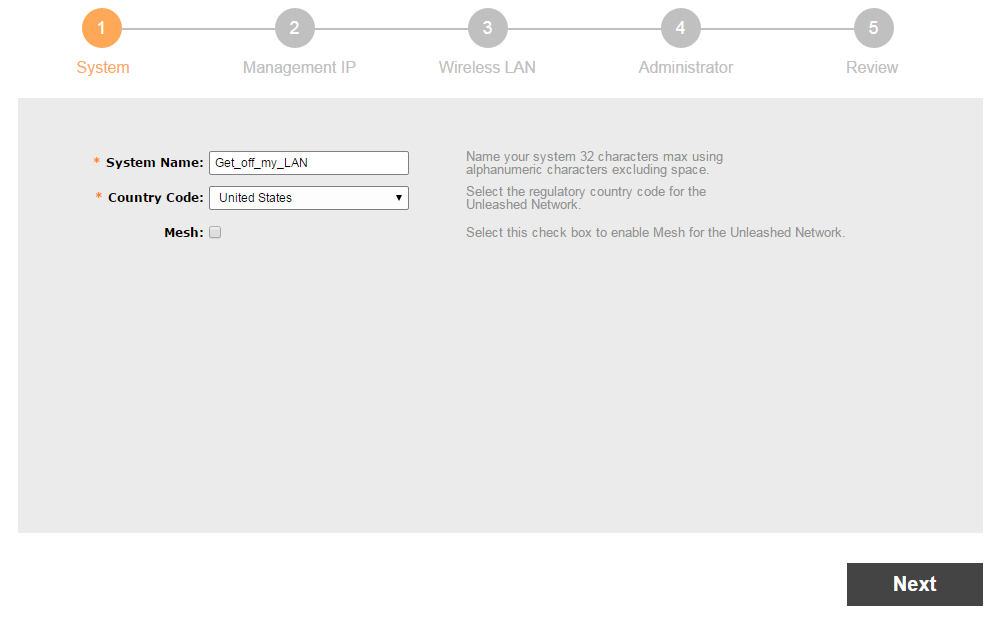 1 2 3 4 5
System Management IP Wireless LAN Administrator Review
* System Name: Get_off_my_LAN Name your system 32 characters max using
alphanumeric characters excluding space.
* Country Code: United States ▼ Select the regulatory country code for the
Unleashed Network.
Mesh: Select this check box to enable Mesh for the Unleashed Network.
Next